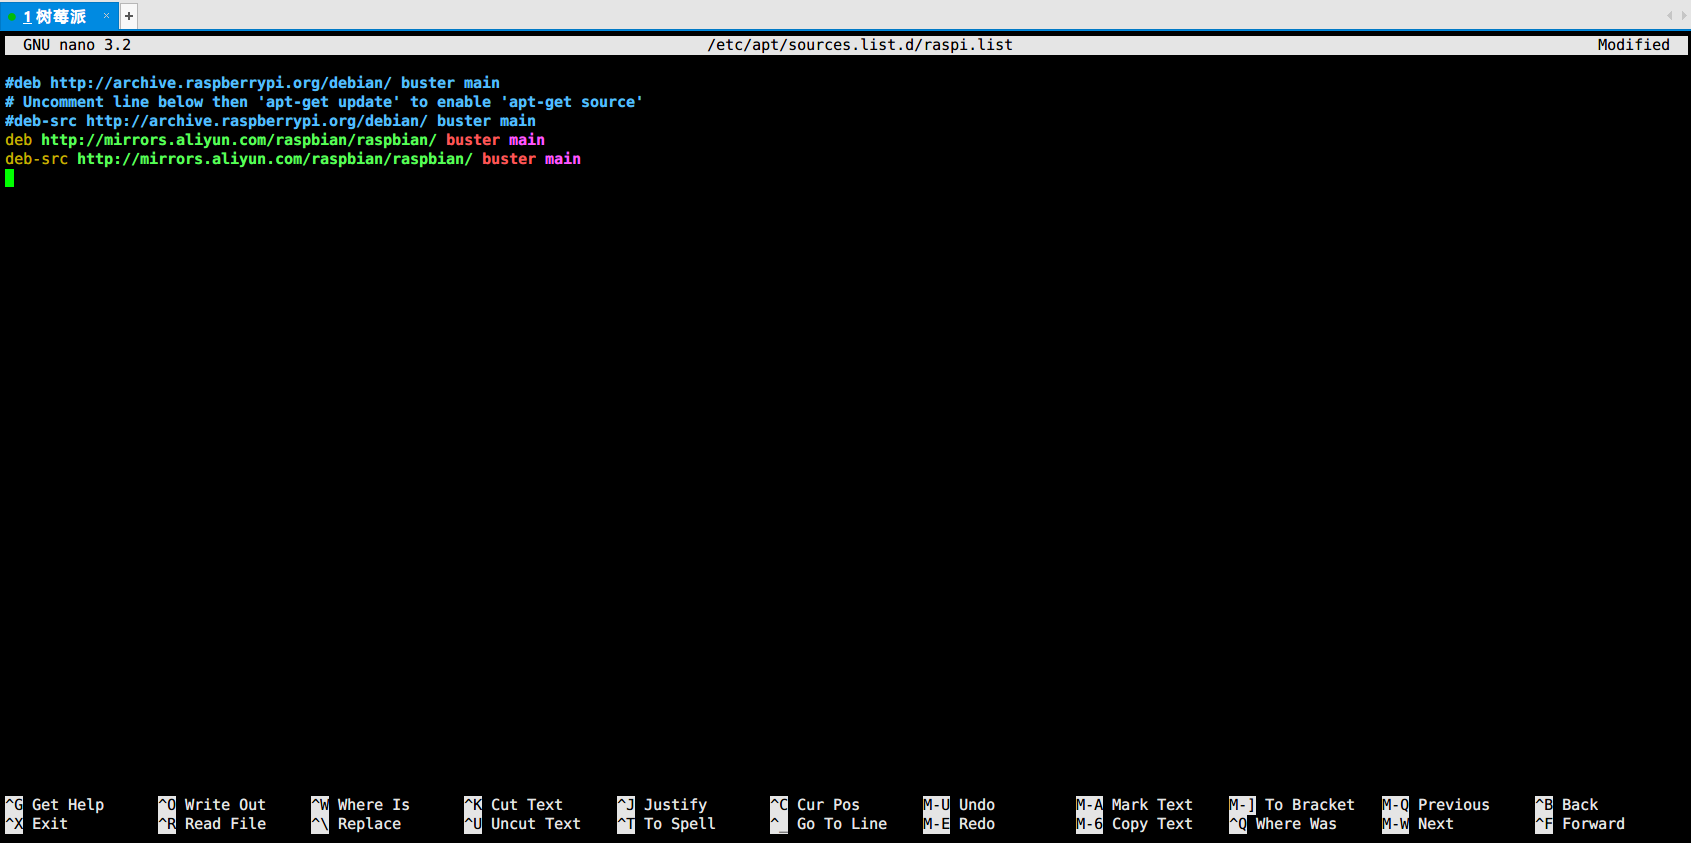 1 树莓派 × +
GNU nano 3.2 /etc/apt/sources.list.d/raspi.list Modified
#deb http://archive.raspberrypi.org/debian/ buster main
# Uncomment line below then 'apt-get update' to enable 'apt-get source'
#deb-src http://archive.raspberrypi.org/debian/ buster main
deb http://mirrors.aliyun.com/raspbian/raspbian/ buster main
deb-src http://mirrors.aliyun.com/raspbian/raspbian/ buster main
^G Get Help ^O Write Out ^W Where Is ^K Cut Text ^J Justify ^C Cur Pos M-U Undo M-A Mark Text M-] To Bracket M-Q Previous ^B Back
^X Exit ^R Read File ^\ Replace ^U Uncut Text ^T To Spell ^_ Go To Line M-E Redo M-6 Copy Text ^Q Where Was M-W Next ^F Forward